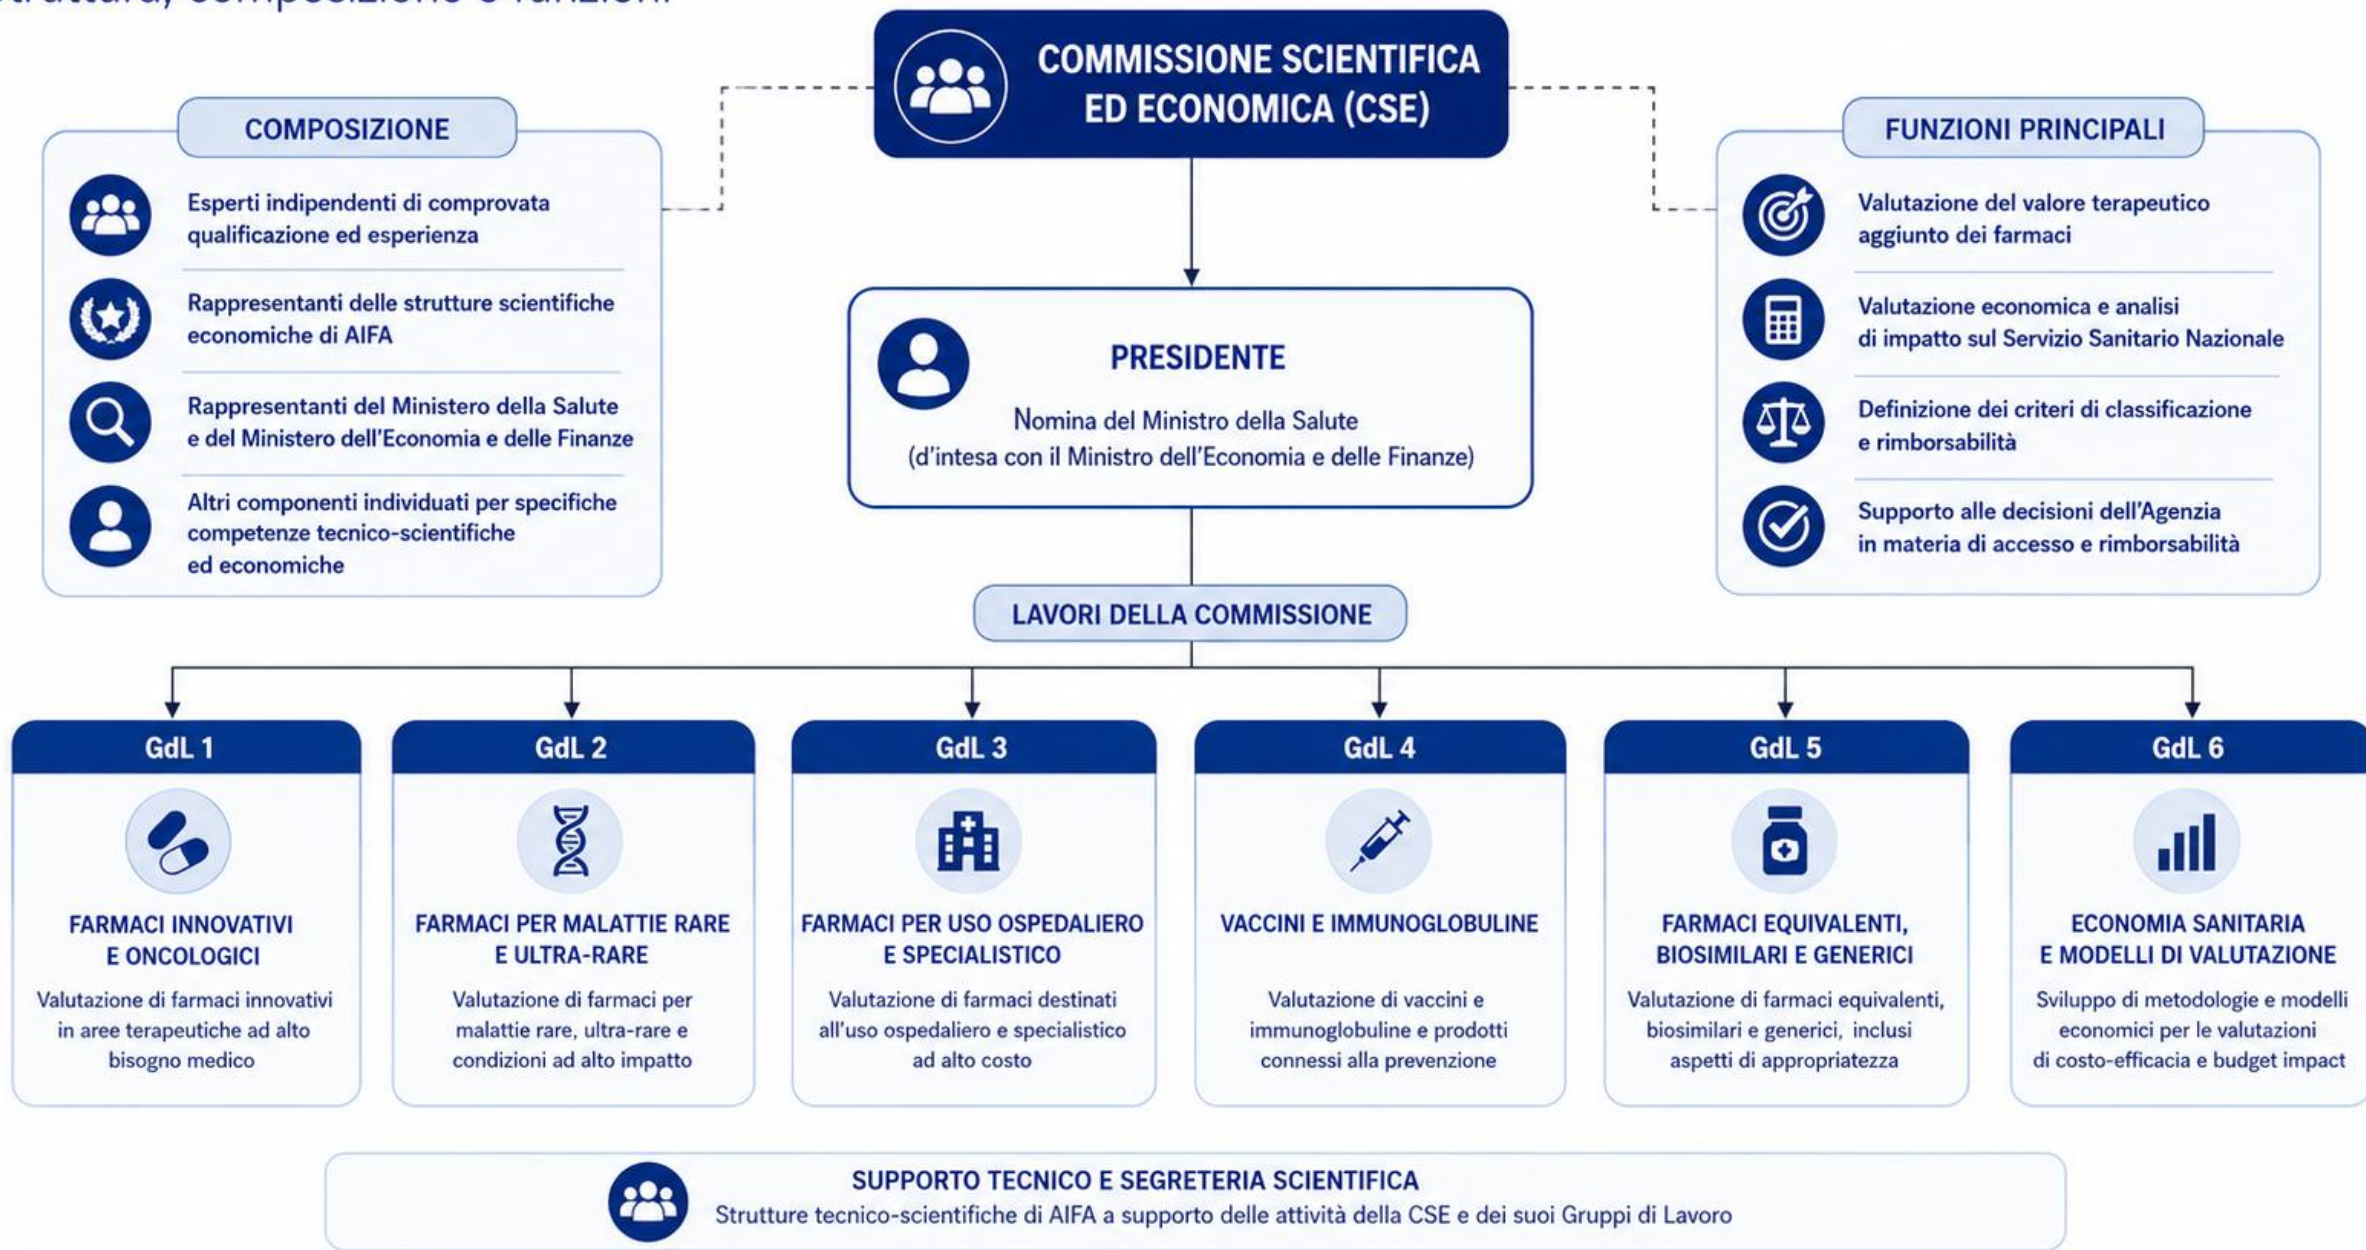 struttura, composizione e funzioni
COMMISSIONE SCIENTIFICA
ED ECONOMICA (CSE)
COMPOSIZIONE
Esperti indipendenti di comprovata
qualificazione ed esperienza
Rappresentanti delle strutture scientifiche
economiche di AIFA
Rappresentanti del Ministero della Salute
e del Ministero dell'Economia e delle Finanze
Altri componenti individuati per specifiche
competenze tecnico-scientifiche
ed economiche
PRESIDENTE
Nomina del Ministro della Salute
(d'intesa con il Ministro dell'Economia e delle Finanze)
FUNZIONI PRINCIPALI
Valutazione del valore terapeutico
aggiunto dei farmaci
Valutazione economica e analisi
di impatto sul Servizio Sanitario Nazionale
Definizione dei criteri di classificazione
e rimborsabilità
Supporto alle decisioni dell'Agenzia
in materia di accesso e rimborsabilità
LAVORI DELLA COMMISSIONE
GdL 1
FARMACI INNOVATIVI
E ONCOLOGICI
Valutazione di farmaci innovativi
in aree terapeutiche ad alto
bisogno medico
GdL 2
FARMACI PER MALATTIE RARE
E ULTRA-RARE
Valutazione di farmaci per
malattie rare, ultra-rare e
condizioni ad alto impatto
GdL 3
FARMACI PER USO OSPEDALIERO
E SPECIALISTICO
Valutazione di farmaci destinati
all'uso ospedaliero e specialistico
ad alto costo
GdL 4
VACCINI E IMMUNOGLOBULINE
Valutazione di vaccini e
immunoglobuline e prodotti
connessi alla prevenzione
GdL 5
FARMACI EQUIVALENTI,
BIOSIMILARI E GENERICI
Valutazione di farmaci equivalenti,
biosimilari e generici, inclusi
aspetti di appropriatezza
GdL 6
ECONOMIA SANITARIA
E MODELLI DI VALUTAZIONE
Sviluppo di metodologie e modelli
economici per le valutazioni
di costo-efficacia e budget impact
SUPPORTO TECNICO E SEGRETERIA SCIENTIFICA
Strutture tecnico-scientifiche di AIFA a supporto delle attività della CSE e dei suoi Gruppi di Lavoro